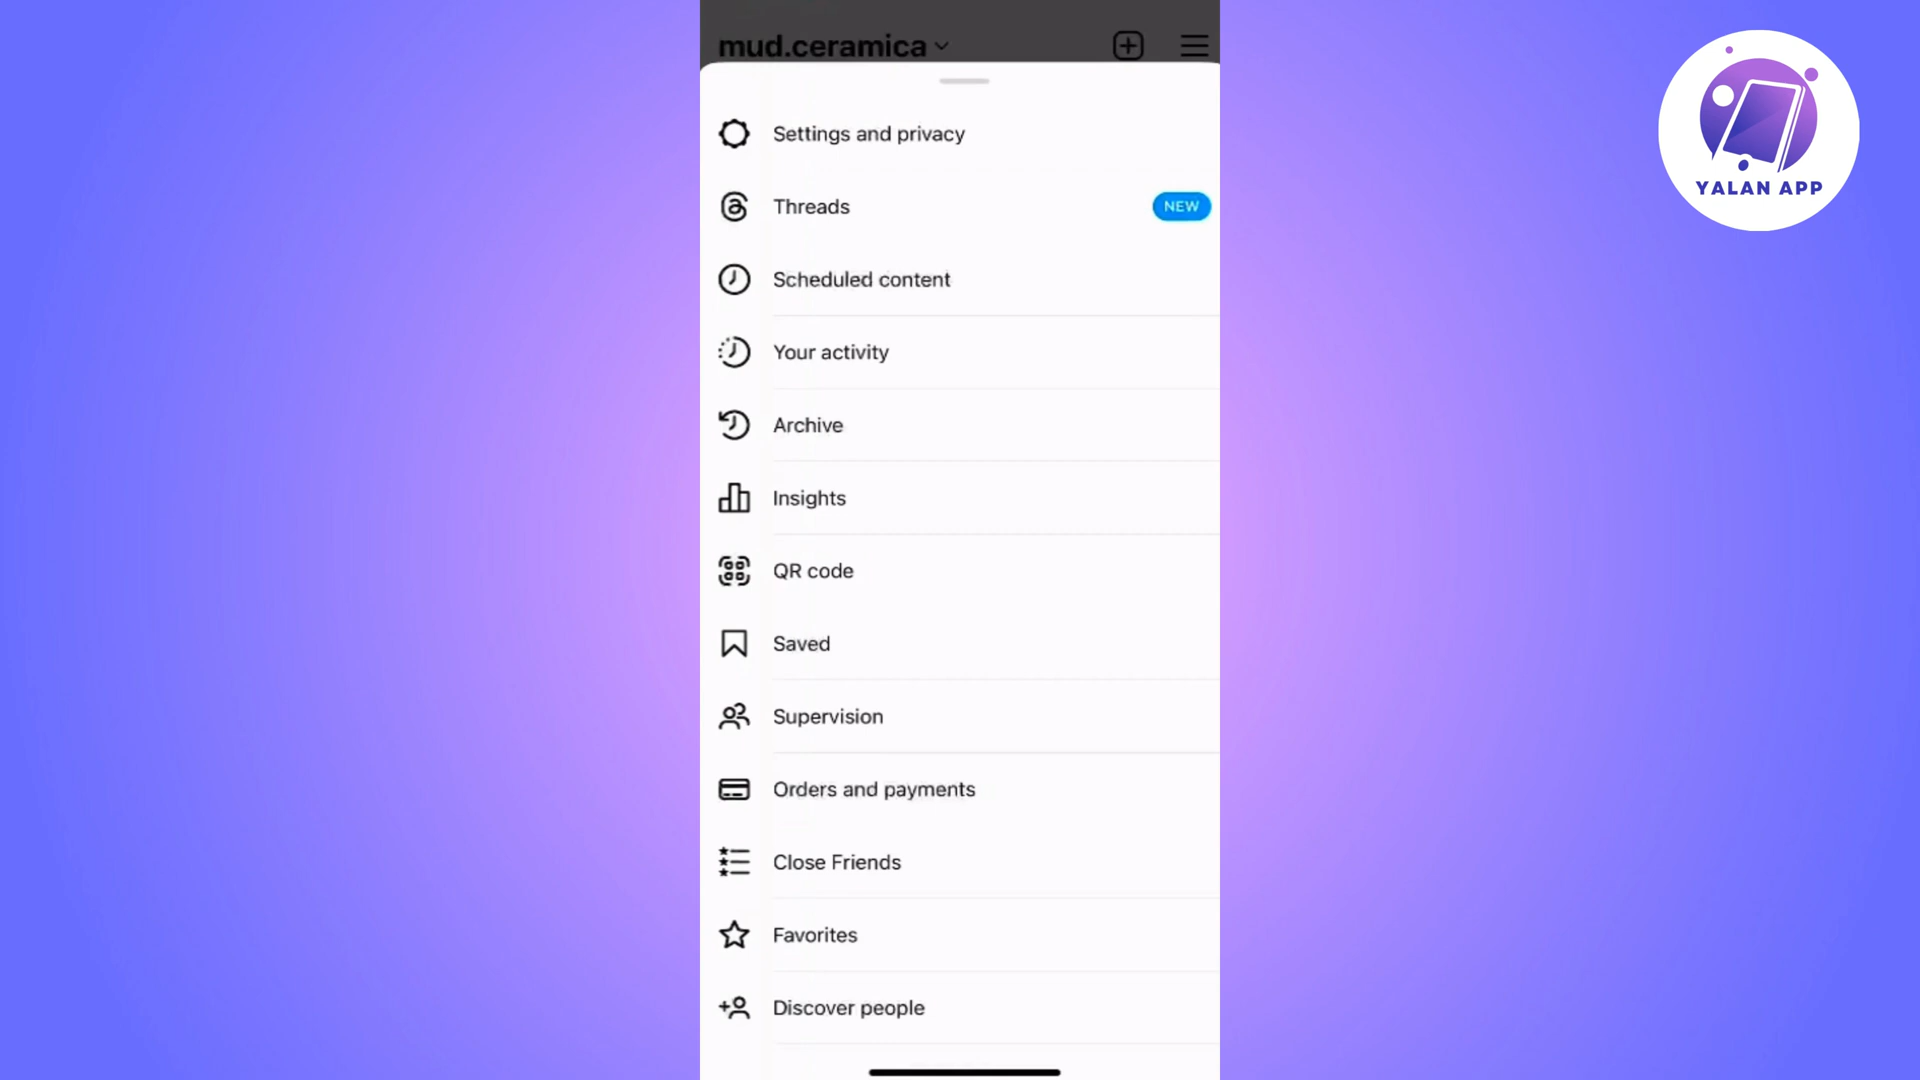 mud.ceramica
Settings and privacy
Threads
NEW
Scheduled content
Your activity
Archive
Insights
QR code
Saved
Supervision
Orders and payments
Close Friends
Favorites
Discover people
YALAN APP